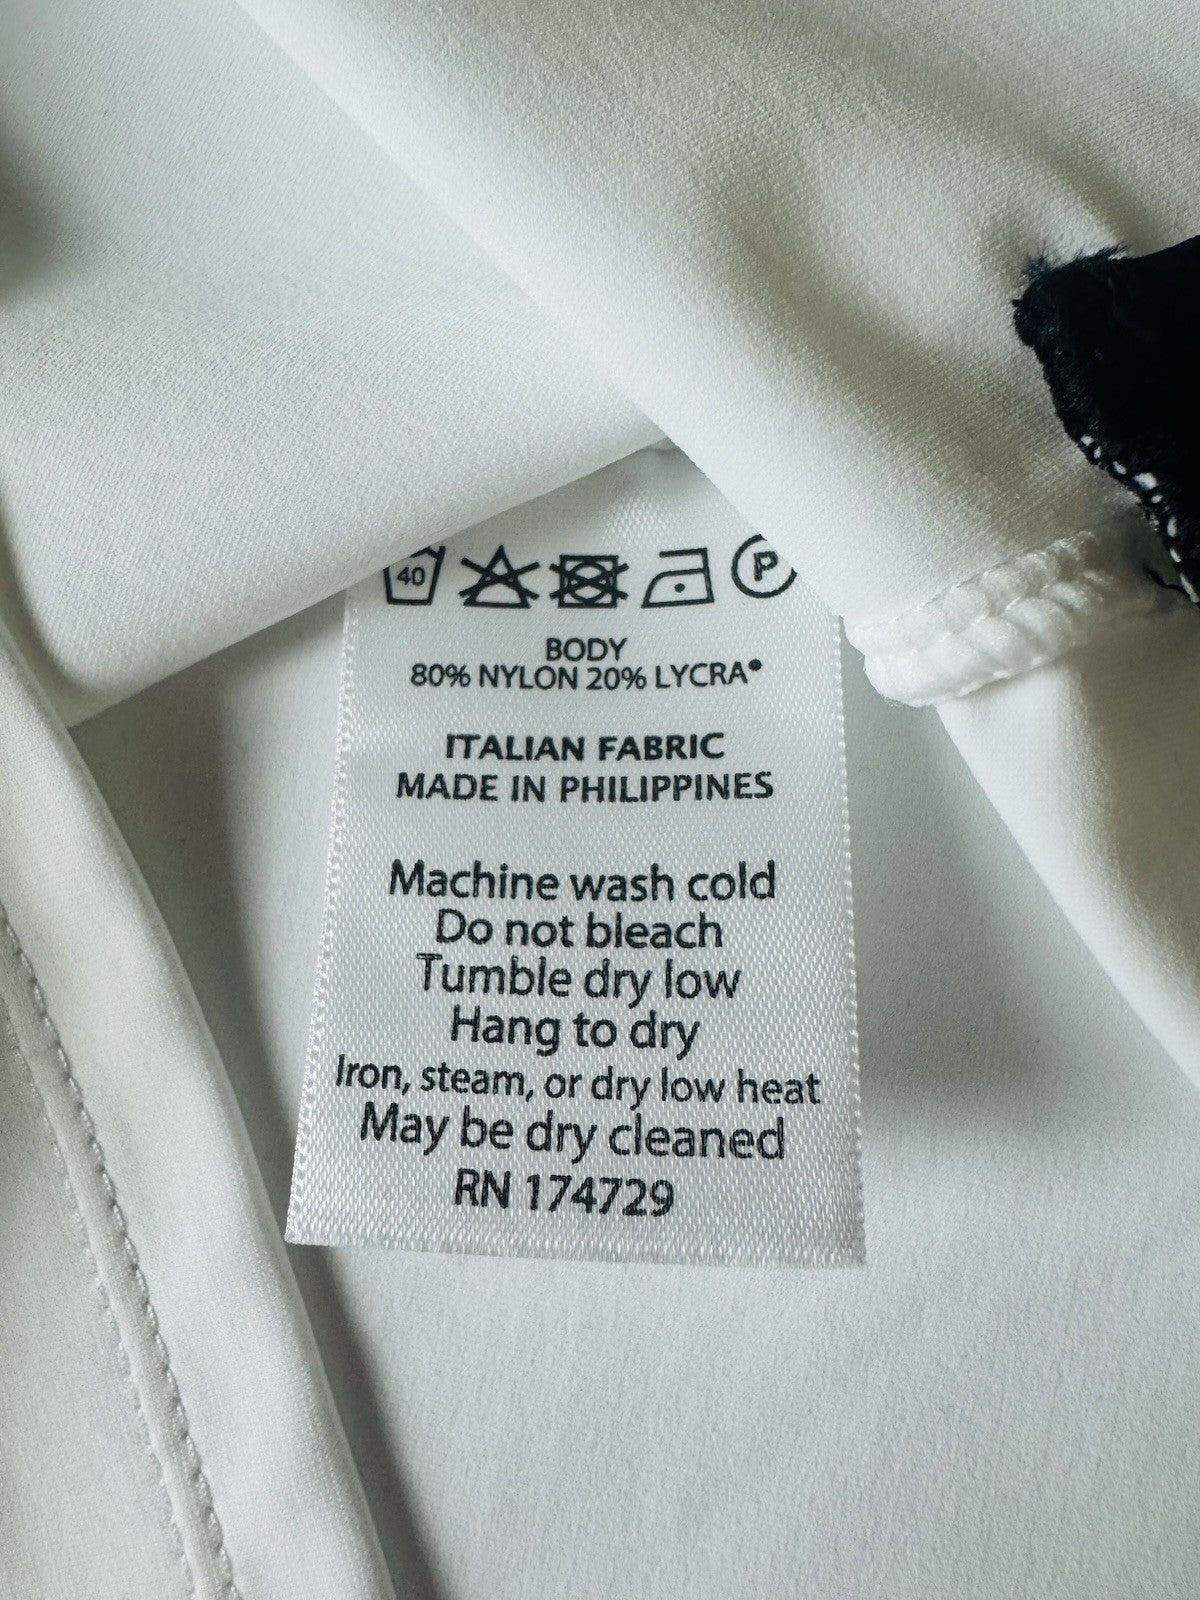 40 P
BODY
80% NYLON 20% LYCRA®
ITALIAN FABRIC
MADE IN PHILIPPINES
Machine wash cold
Do not bleach
Tumble dry low
Hang to dry
Iron, steam, or dry low heat
May be dry cleaned
RN 174729